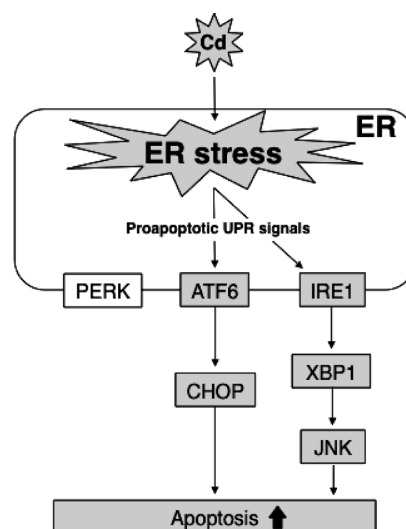 Cd
ER
ER stress
Proapoptotic UPR signals
PERK
ATF6
IRE1
XBP1
CHOP
JNK
Apoptosis